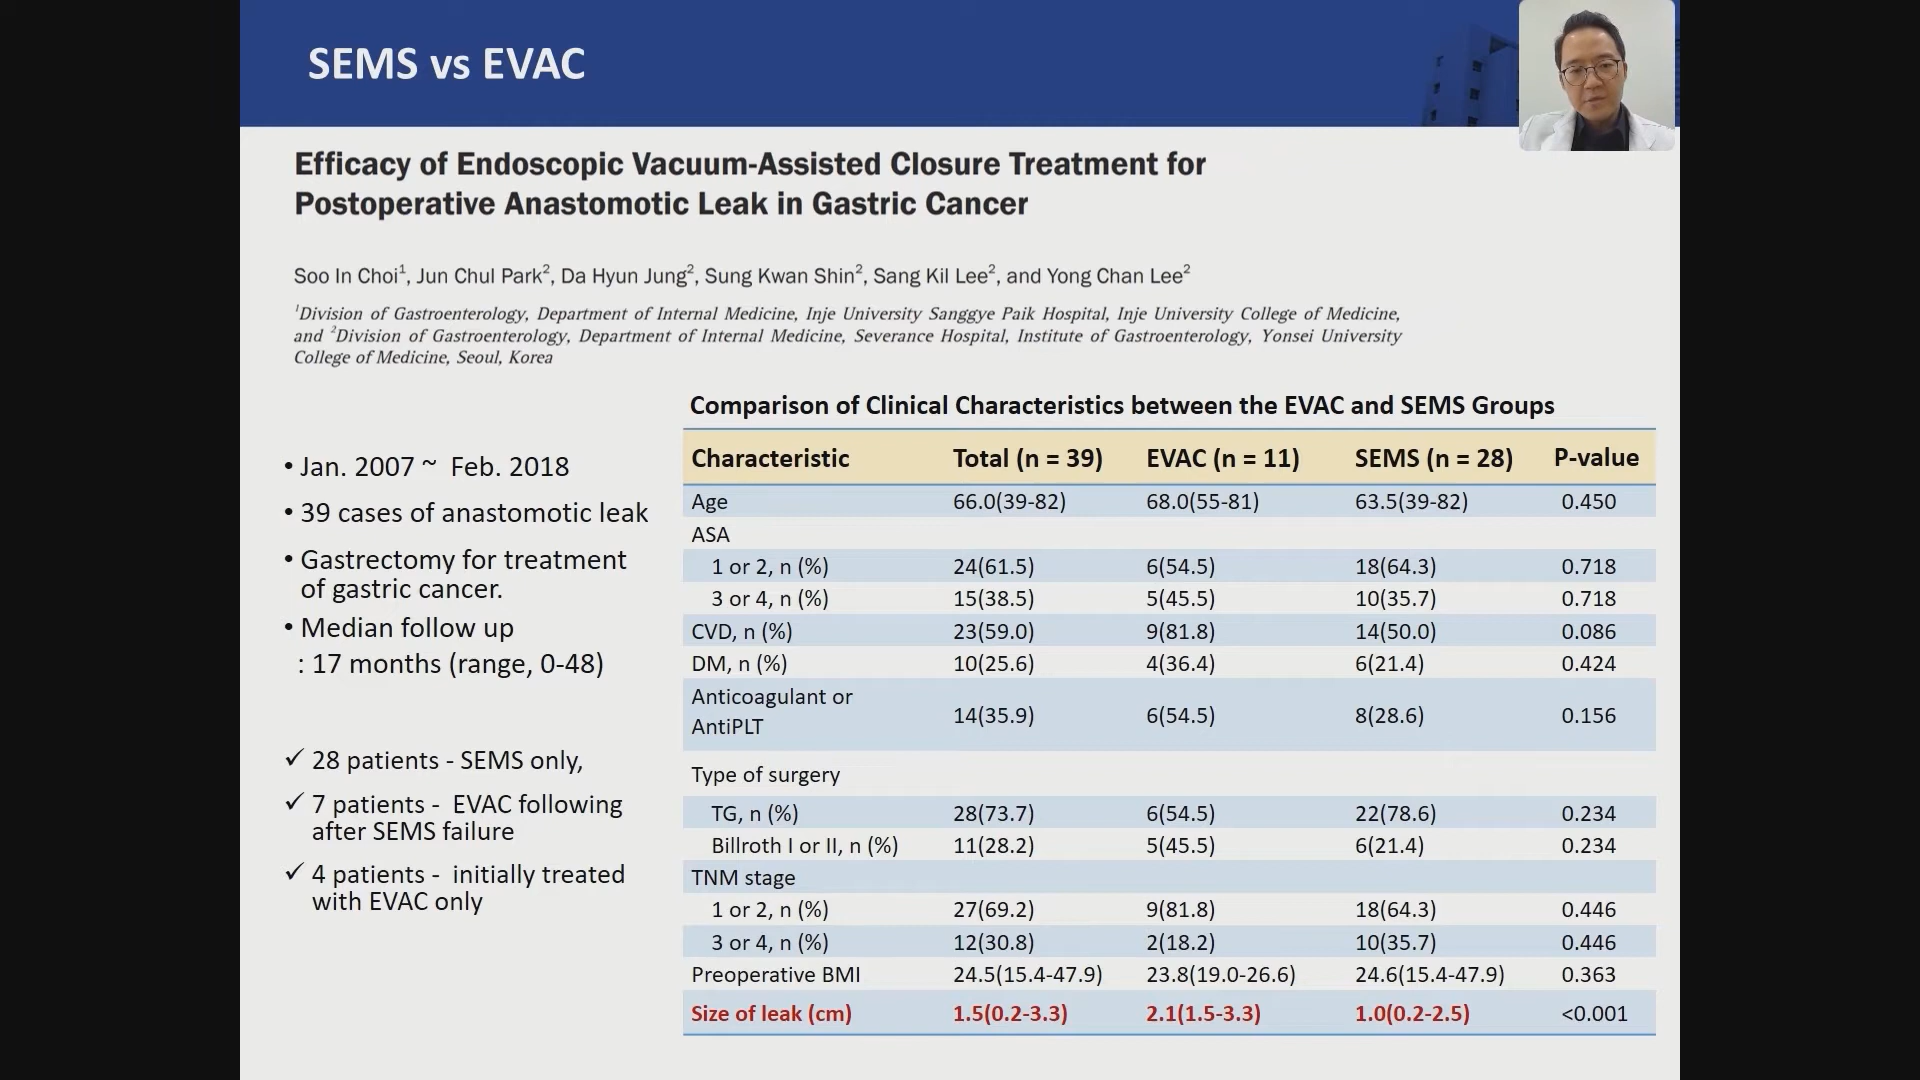 SEMS vs EVAC
Efficacy of Endoscopic Vacuum-Assisted Closure Treatment for
Postoperative Anastomotic Leak in Gastric Cancer
Soo In Choi1, Jun Chul Park2, Da Hyun Jung2, Sung Kwan Shin2, Sang Kil Lee2, and Yong Chan Lee2
1Division of Gastroenterology, Department of Internal Medicine, Inje University Sanggye Paik Hospital, Inje University College of Medicine,
and 2Division of Gastroenterology, Department of Internal Medicine, Severance Hospital, Institute of Gastroenterology, Yonsei University
College of Medicine, Seoul, Korea
• Jan. 2007 ~ Feb. 2018
• 39 cases of anastomotic leak
• Gastrectomy for treatment
of gastric cancer.
• Median follow up
: 17 months (range, 0-48)
✓ 28 patients - SEMS only,
✓ 7 patients - EVAC following
after SEMS failure
✓ 4 patients - initially treated
with EVAC only
Comparison of Clinical Characteristics between the EVAC and SEMS Groups
Characteristic Total (n = 39) EVAC (n = 11) SEMS (n = 28) P-value
Age 66.0(39-82) 68.0(55-81) 63.5(39-82) 0.450
ASA
1 or 2, n (%) 24(61.5) 6(54.5) 18(64.3) 0.718
3 or 4, n (%) 15(38.5) 5(45.5) 10(35.7) 0.718
CVD, n (%) 23(59.0) 9(81.8) 14(50.0) 0.086
DM, n (%) 10(25.6) 4(36.4) 6(21.4) 0.424
Anticoagulant or
AntiPLT 14(35.9) 6(54.5) 8(28.6) 0.156
Type of surgery
TG, n (%) 28(73.7) 6(54.5) 22(78.6) 0.234
Billroth I or II, n (%) 11(28.2) 5(45.5) 6(21.4) 0.234
TNM stage
1 or 2, n (%) 27(69.2) 9(81.8) 18(64.3) 0.446
3 or 4, n (%) 12(30.8) 2(18.2) 10(35.7) 0.446
Preoperative BMI 24.5(15.4-47.9) 23.8(19.0-26.6) 24.6(15.4-47.9) 0.363
Size of leak (cm) 1.5(0.2-3.3) 2.1(1.5-3.3) 1.0(0.2-2.5) <0.001